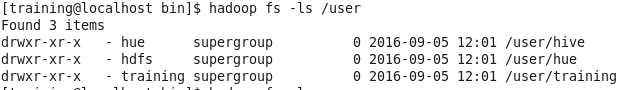 [training@localhost bin]$ hadoop fs -ls /user
Found 3 items
drwxr-xr-x   - hue      supergroup          0 2016-09-05 12:01 /user/hive
drwxr-xr-x   - hdfs     supergroup          0 2016-09-05 12:01 /user/hue
drwxr-xr-x   - training supergroup          0 2016-09-05 12:01 /user/training